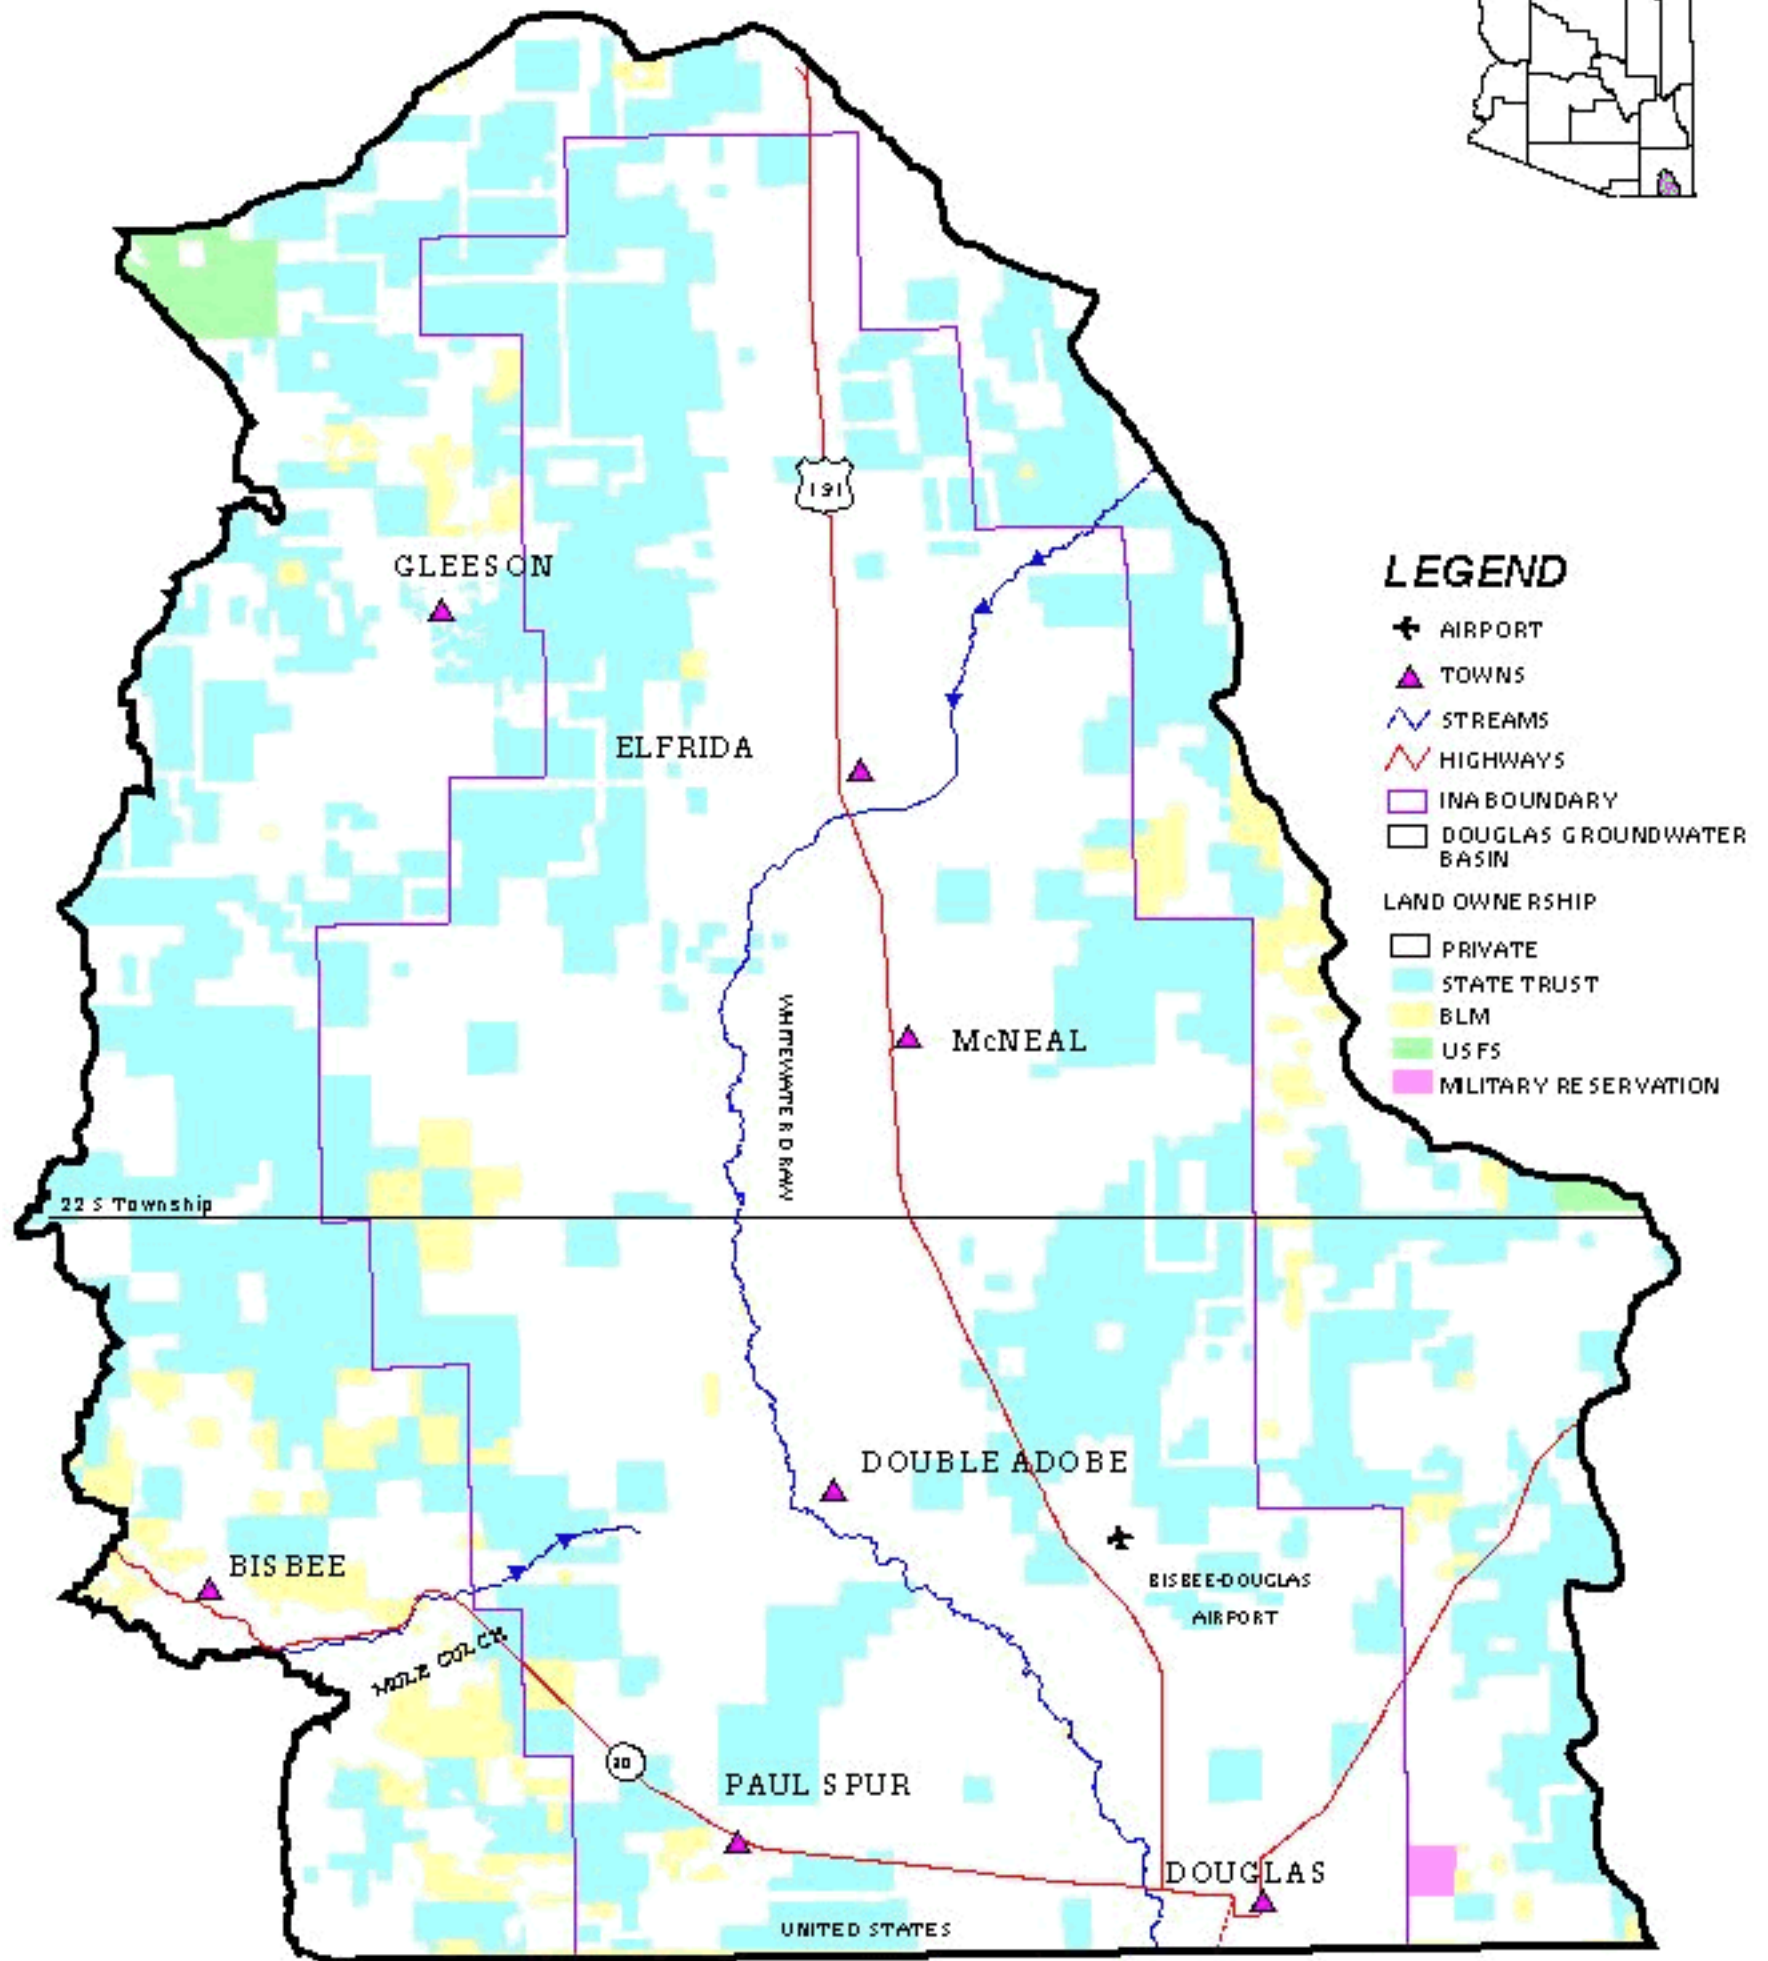 191
GLEESON
ELFRIDA
WHITEWATER DRAW
McNEAL
22 S Township
DOUBLE ADOBE
BISBEE
BISBEE-DOUGLAS
AIRPORT
MULE GULCH
80
PAUL SPUR
DOUGLAS
UNITED STATES
LEGEND
AIRPORT
TOWNS
STREAMS
HIGHWAYS
INA BOUNDARY
DOUGLAS GROUNDWATER
BASIN
LAND OWNERSHIP
PRIVATE
STATE TRUST
BLM
USFS
MILITARY RESERVATION